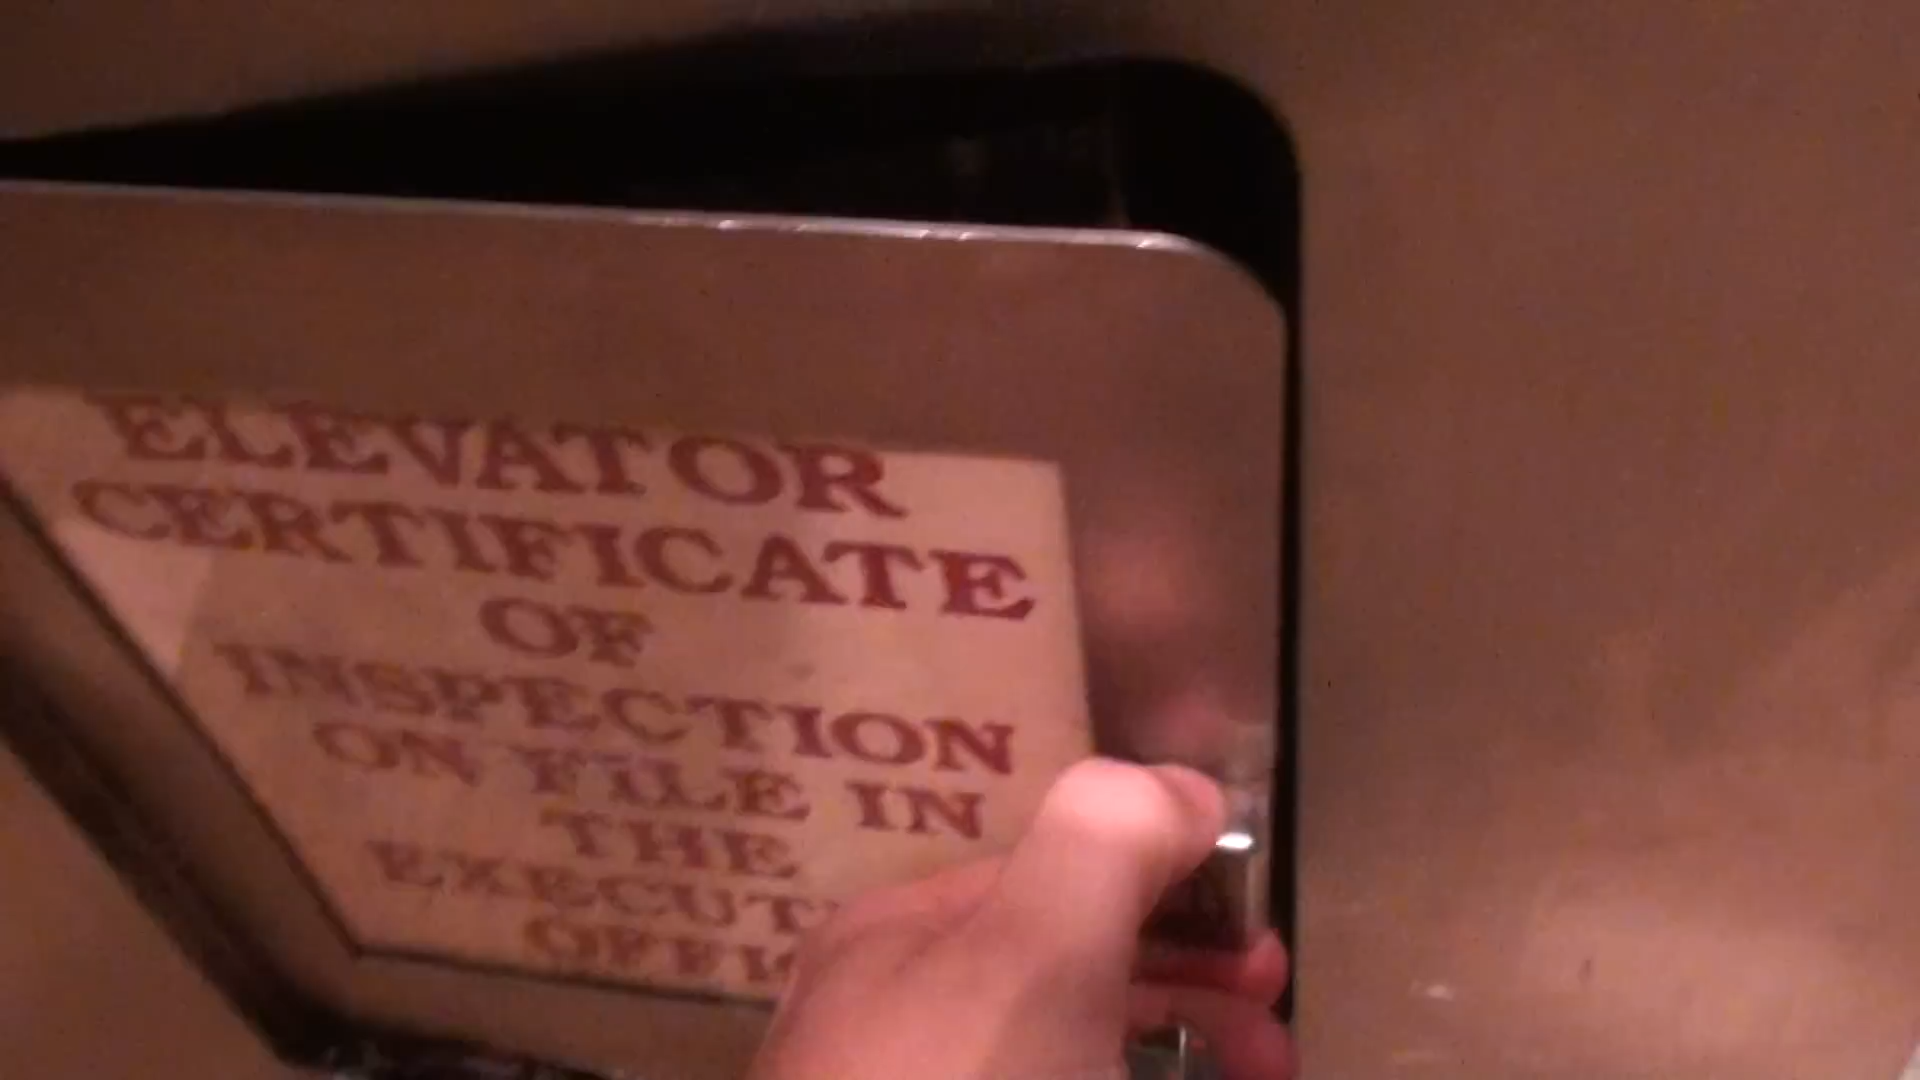 ELEVATOR
CERTIFICATE
OF
INSPECTION
ON FILE IN
THE